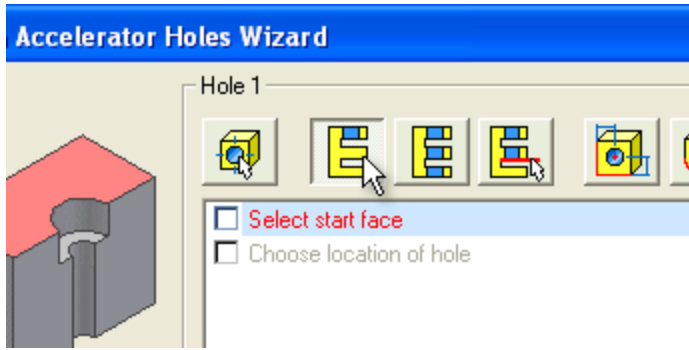 Accelerator Holes Wizard
Hole 1
Select start face
Choose location of hole